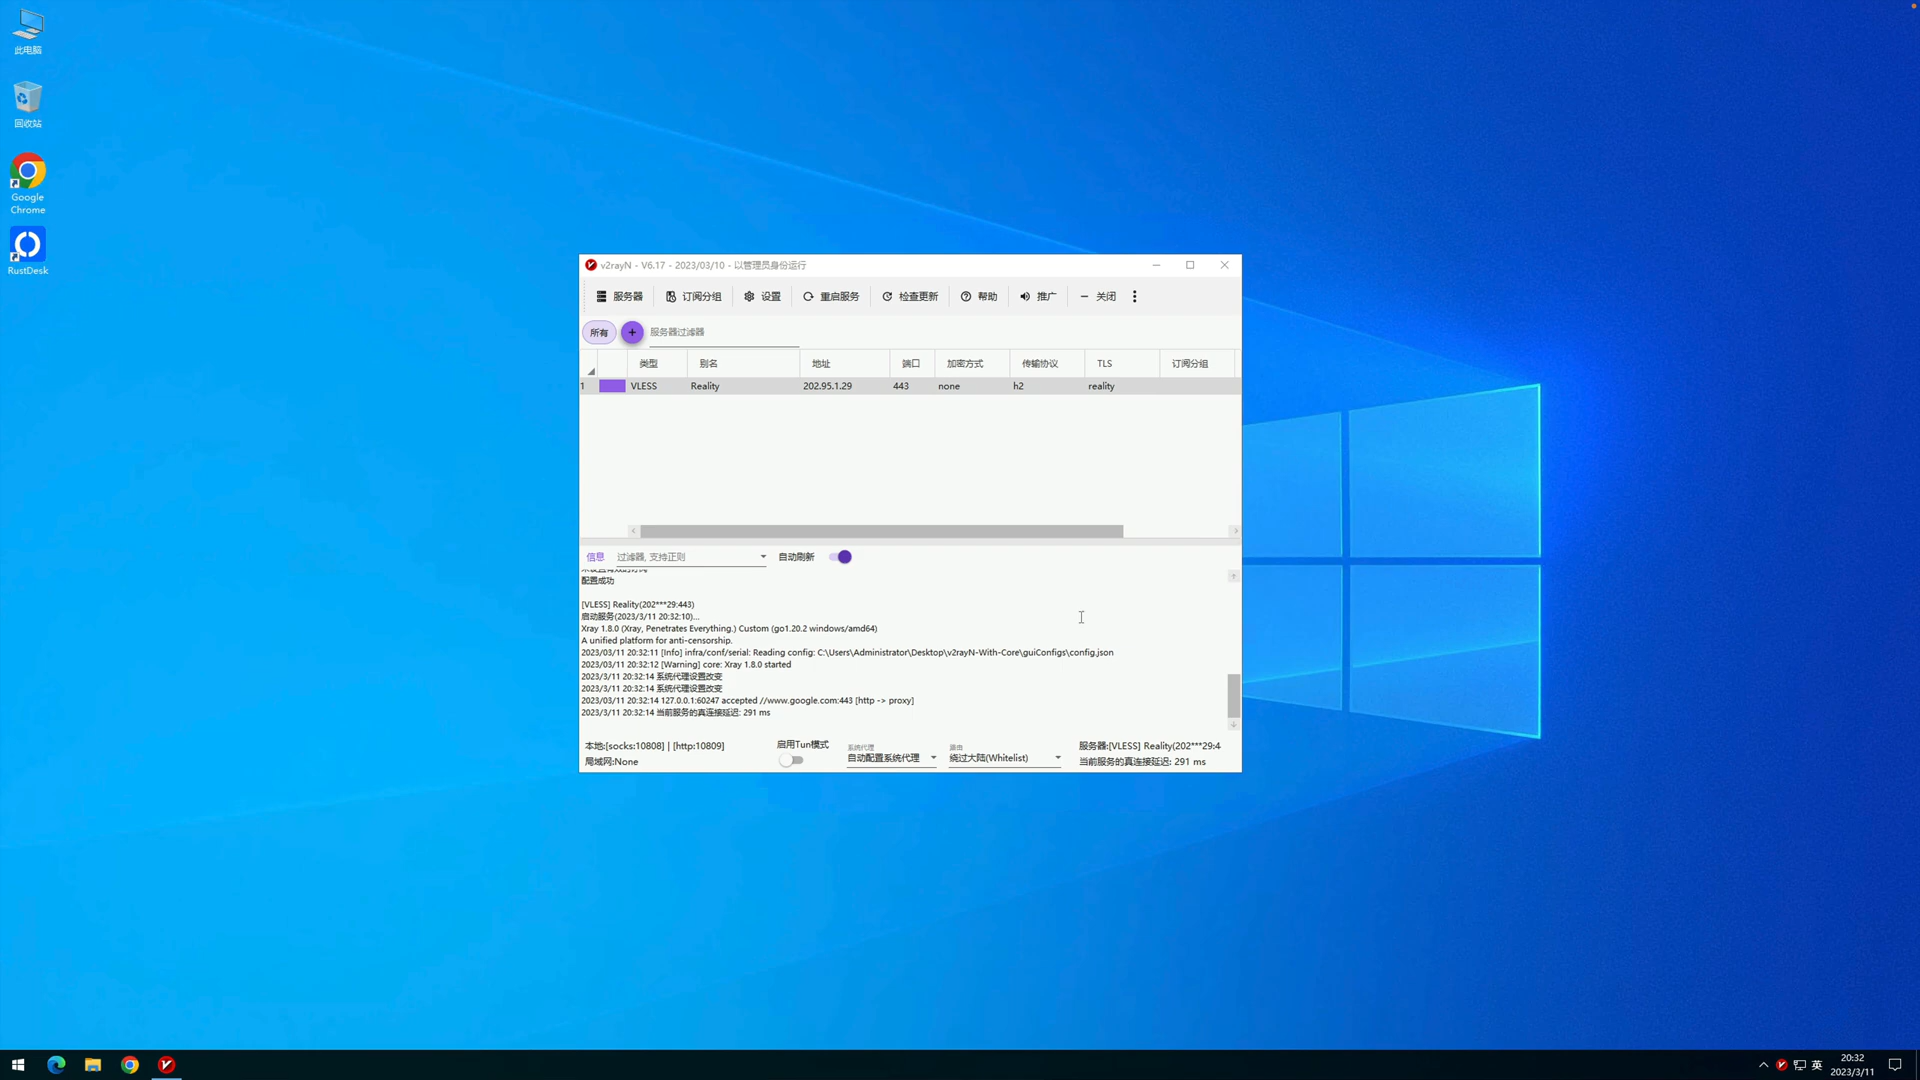 此电脑
回收站
Google
Chrome
RustDesk
v2rayN - V6.17 - 2023/03/10 - 以管理员身份运行
服务器 订阅分组 设置 重启服务 检查更新 帮助 推广 关闭
所有 + 服务器过滤器
类型 别名 地址 端口 加密方式 传输协议 TLS 订阅分组
1 VLESS Reality 202.95.1.29 443 none h2 reality
信息 过滤器, 支持正则 自动刷新
配置成功
[VLESS] Reality(202***29:443)
启动服务(2023/3/11 20:32:10)...
Xray 1.8.0 (Xray, Penetrates Everything.) Custom (go1.20.2 windows/amd64)
A unified platform for anti-censorship.
2023/03/11 20:32:11 [Info] infra/conf/serial: Reading config: C:\Users\Administrator\Desktop\v2rayN-With-Core\guiConfigs\config.json
2023/03/11 20:32:12 [Warning] core: Xray 1.8.0 started
2023/3/11 20:32:14 系统代理设置改变
2023/3/11 20:32:14 系统代理设置改变
2023/03/11 20:32:14 127.0.0.1:60247 accepted //www.google.com:443 [http -> proxy]
2023/3/11 20:32:14 当前服务的真连接延迟: 291 ms
本地:[socks:10808] | [http:10809]
局域网:None
启用Tun模式
系统代理
自动配置系统代理
路由
绕过大陆(Whitelist)
服务器:[VLESS] Reality(202***29:4
当前服务的真连接延迟: 291 ms
英
20:32
2023/3/11